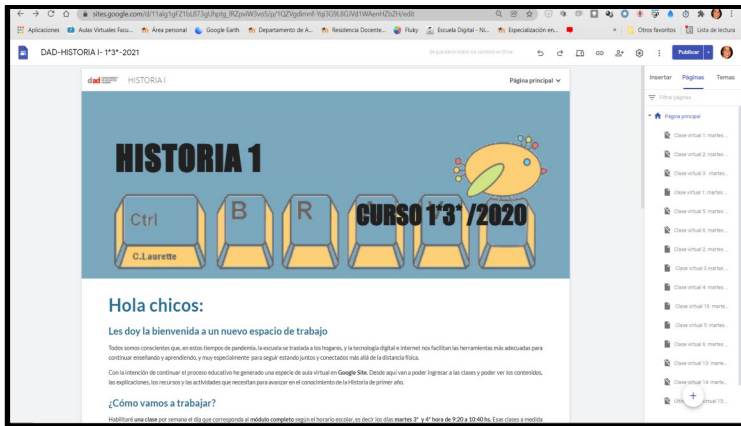 sites.google.com/d/
Aplicaciones
Aulas Virtuales Facu...
Área personal
Google Earth
Departamento de A...
Residencia Docente...
Fluky
Escuela Digital - Ni...
Especialización en...
Otros favoritos
Lista de lectura
DAD-HISTORIA I- 1*3*-2021
Se guardaron todos los cambios en Drive
Publicar
dad
HISTORIA I
Página principal
HISTORIA 1
CURSO 1*3* /2020
Ctrl
B
R
C.Laurette
Hola chicos:
Les doy la bienvenida a un nuevo espacio de trabajo
Todos somos conscientes que, en estos tiempos de pandemia, la escuela se traslada a los hogares, y la tecnología digital e internet nos facilitan las herramientas más adecuadas para
continuar enseñando y aprendiendo, y muy especialmente para seguir estando juntos y conectados más allá de la distancia física.
Con la intención de continuar el proceso educativo he generado una especie de aula virtual en Google Site. Desde aquí van a poder ingresar a las clases y poder ver los contenidos,
las explicaciones, los recursos y las actividades que necesitan para avanzar en el conocimiento de la Historia de primer año.
¿Cómo vamos a trabajar?
Habilitaré una clase por semana el día que corresponda al módulo completo según el horario escolar, es decir los días martes 3° y 4° hora de 9:20 a 10:40 hs. Esas clases a medida
Insertar
Páginas
Temas
Filtrar páginas
Página principal
Clase virtual 1: martes ...
Clase virtual 2: martes ...
Clase virtual 3 : martes...
Clase virtual 1: martes...
Clase virtual 5: martes ...
Clase virtual 6: martes ...
Clase virtual 2: martes ...
Clase virtual 3 martes ...
Clase virtual 4: martes ...
Clase virtual 10: marte...
Clase virtual 5: martes...
Clase virtual 6: martes ...
Clase virtual 13: marte...
Clase virtual 14: marte...